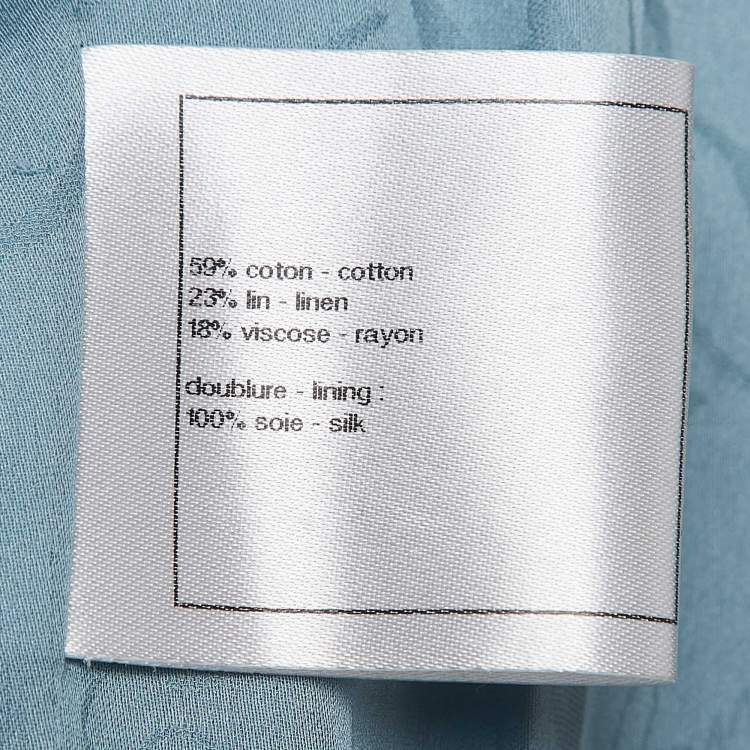 59% coton - cotton
23% lin - linen
18% viscose - rayon
doublure - lining :
100% soie - silk